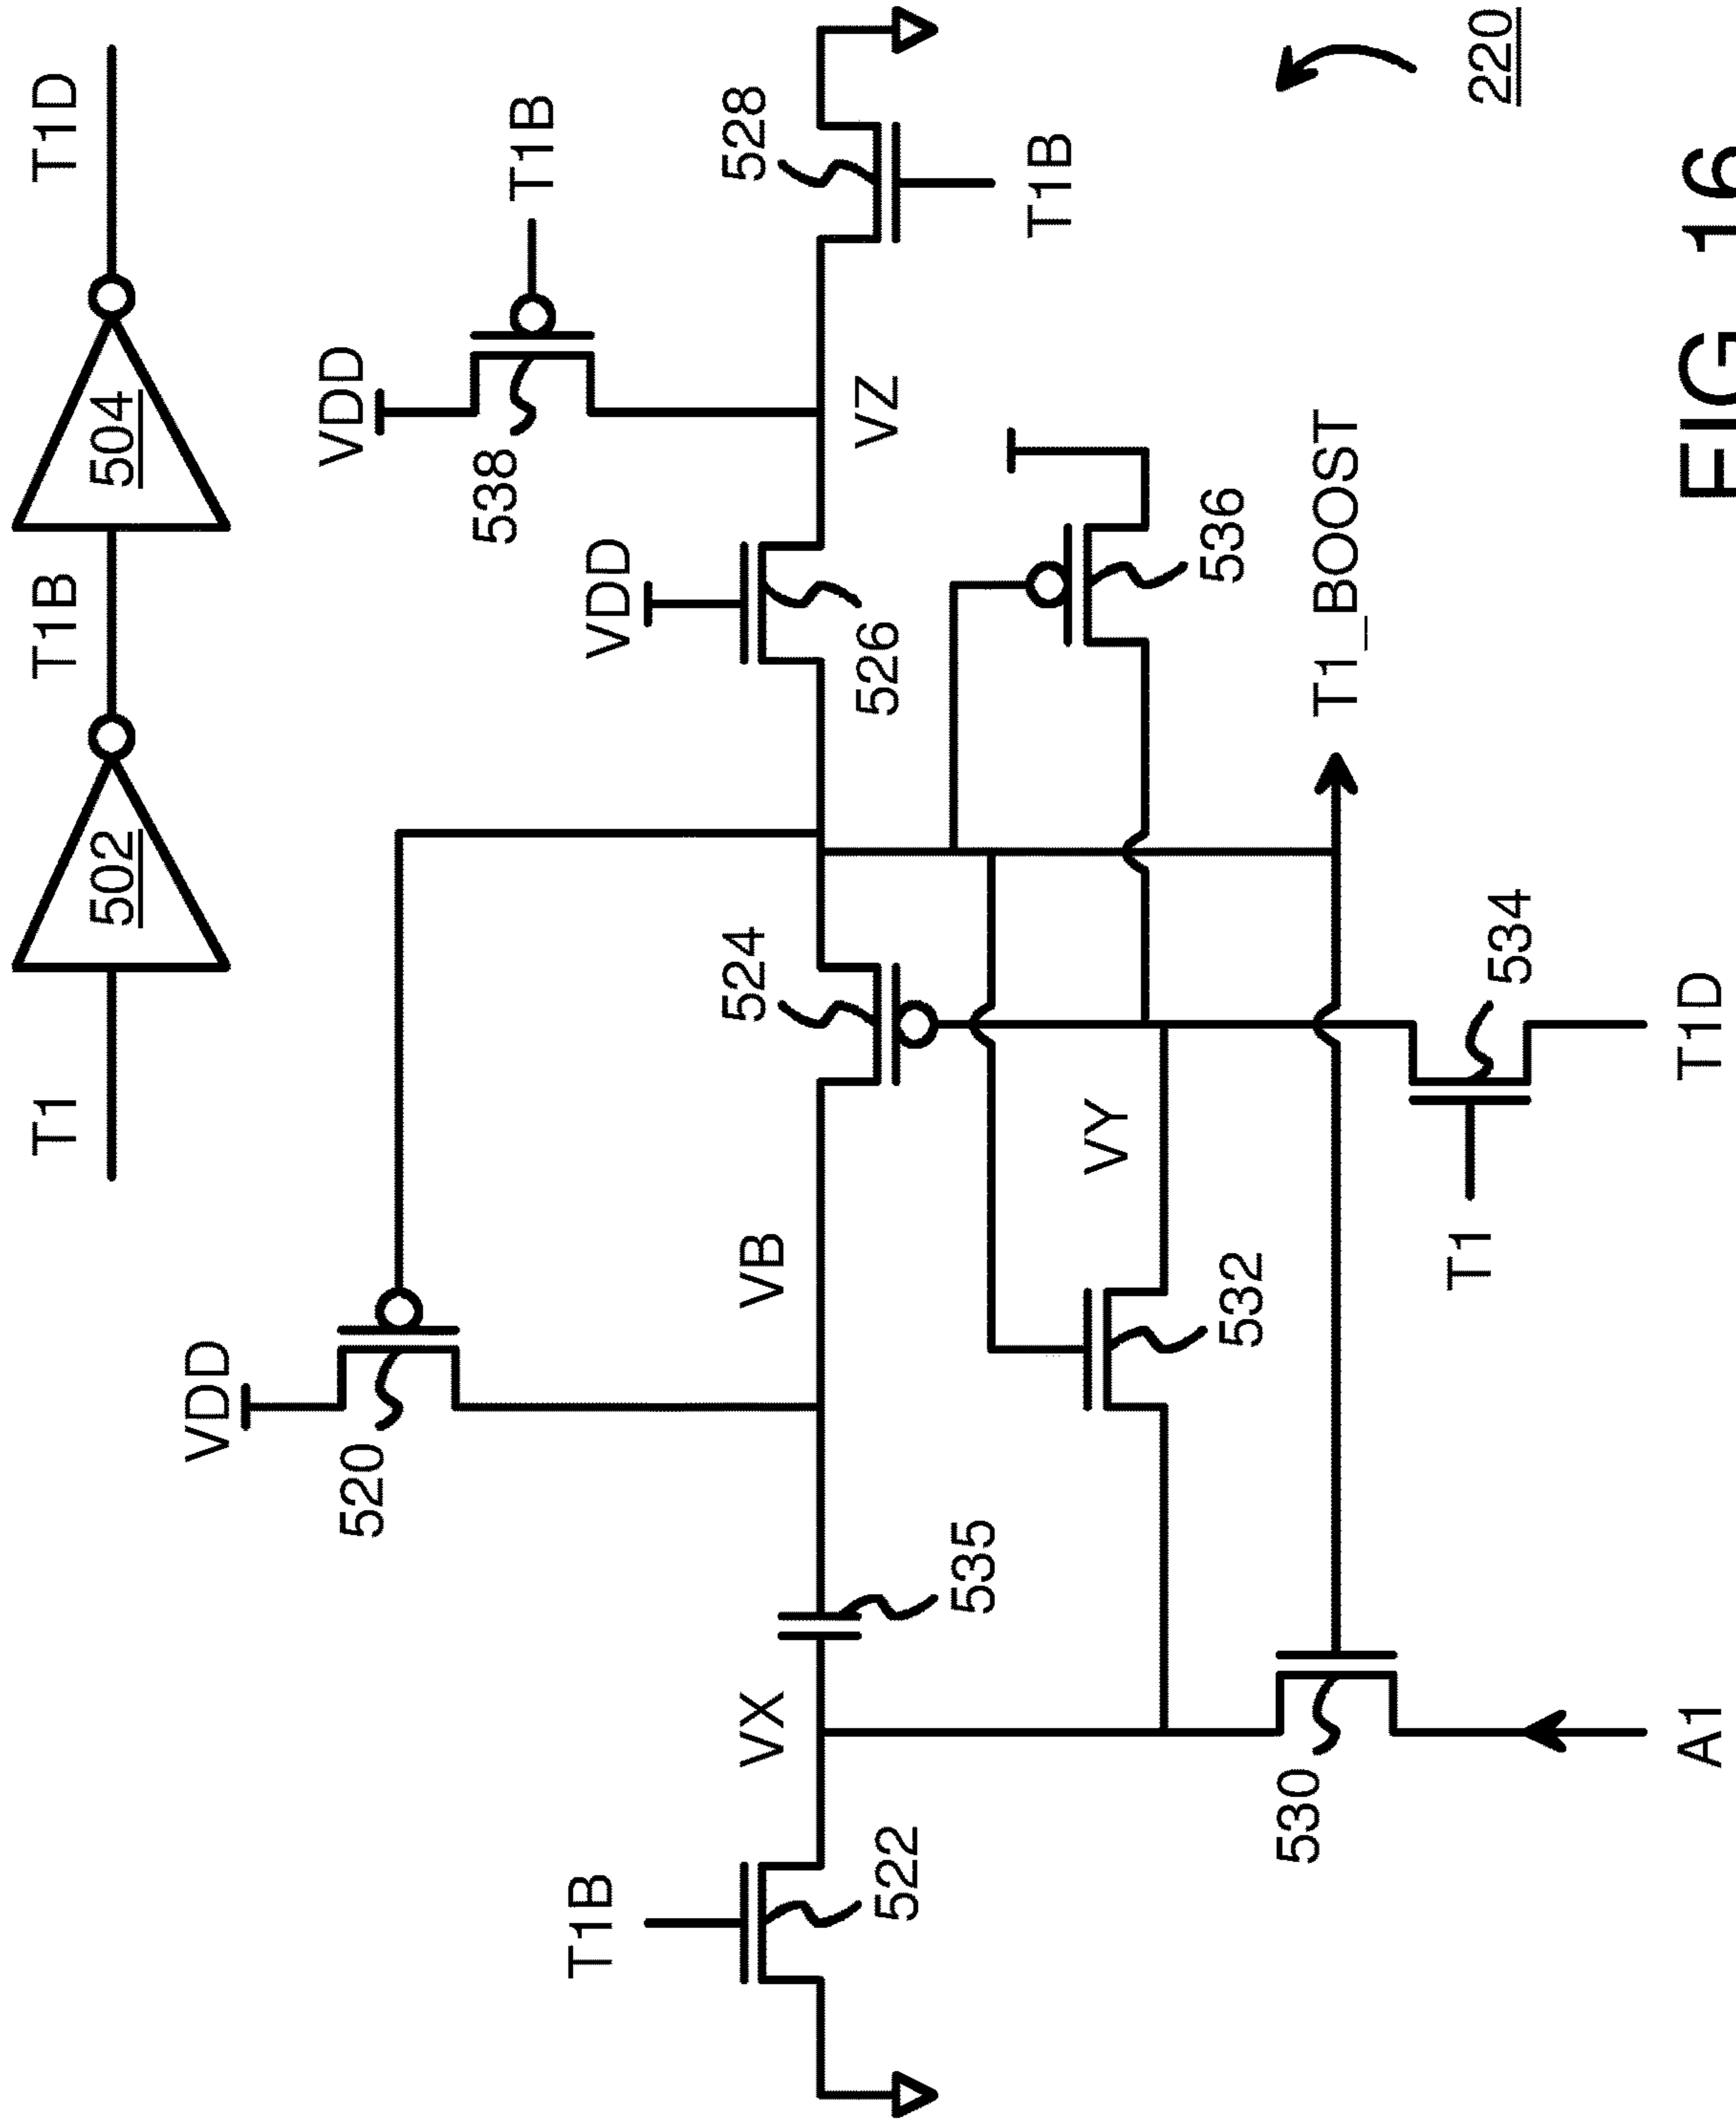 T1
502
T1B
504
T1D
VDD
520
VDD
538
T1B
T1B
522
VX
535
VB
524
VDD
526
VZ
528
T1B
VY
532
536
530
A1
T1
534
T1D
T1_BOOST
220
FIG. 16